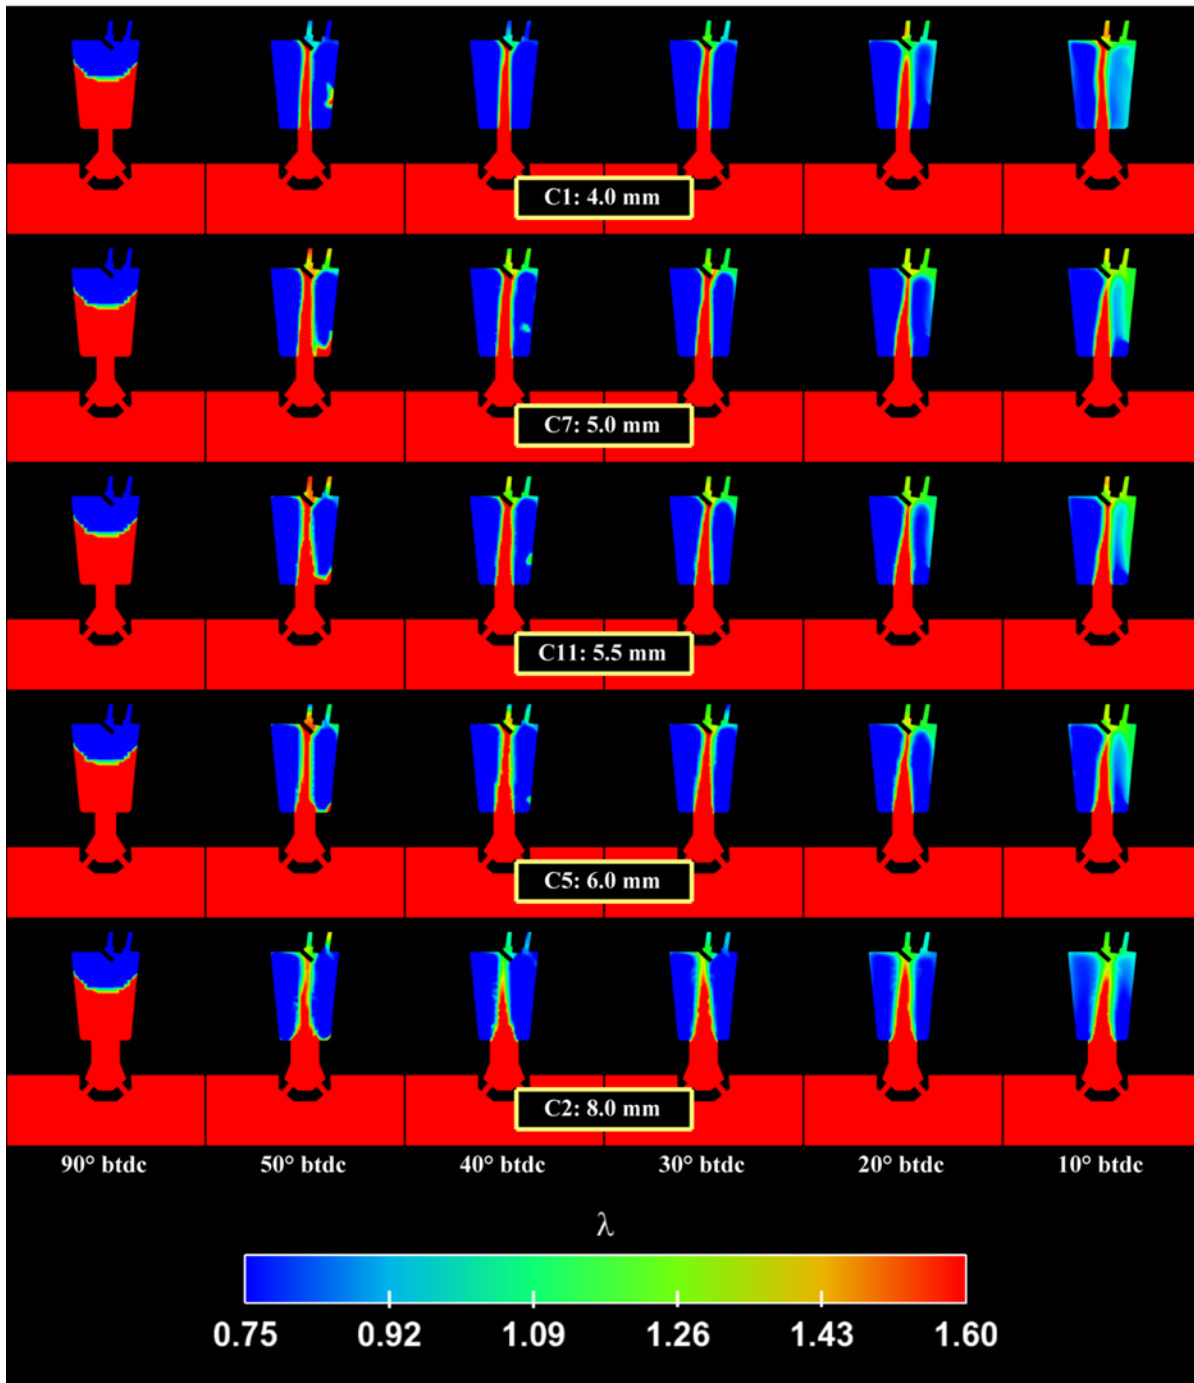 C1: 4.0 mm
C7: 5.0 mm
C11: 5.5 mm
C5: 6.0 mm
C2: 8.0 mm
90° btdc 50° btdc 40° btdc 30° btdc 20° btdc 10° btdc
λ
0.75 0.92 1.09 1.26 1.43 1.60